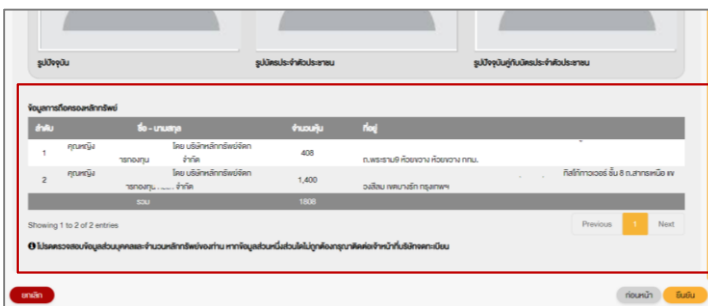 รูปปัจจุบัน รูปบัตรประจำตัวประชาชน รูปปัจจุบันคู่กับบัตรประจำตัวประชาชน
ข้อมูลการถือครองหลักทรัพย์
ลำดับ ชื่อ - นามสกุล จำนวนหุ้น ที่อยู่
1 คุณหญิง โดย บริษัทหลักทรัพย์จัดก
ารกองทุน จำกัด 408 ถ.พระราม9 ห้วยขวาง ห้วยขวาง กทม.
2 คุณหญิง โดย บริษัทหลักทรัพย์จัดก ทิสโก้ทาวเวอร์ ชั้น 8 ถ.สาทรเหนือ แข
ารกองทุน จำกัด 1,400 วงสีลม เขตบางรัก กรุงเทพฯ
รวม 1808
Showing 1 to 2 of 2 entries Previous 1 Next
โปรดตรวจสอบข้อมูลส่วนบุคคลและจำนวนหลักทรัพย์ของท่าน หากข้อมูลส่วนหนึ่งส่วนใดไม่ถูกต้องกรุณาติดต่อเจ้าหน้าที่บริษัทจดทะเบียน
ยกเลิก ก่อนหน้า ยืนยัน